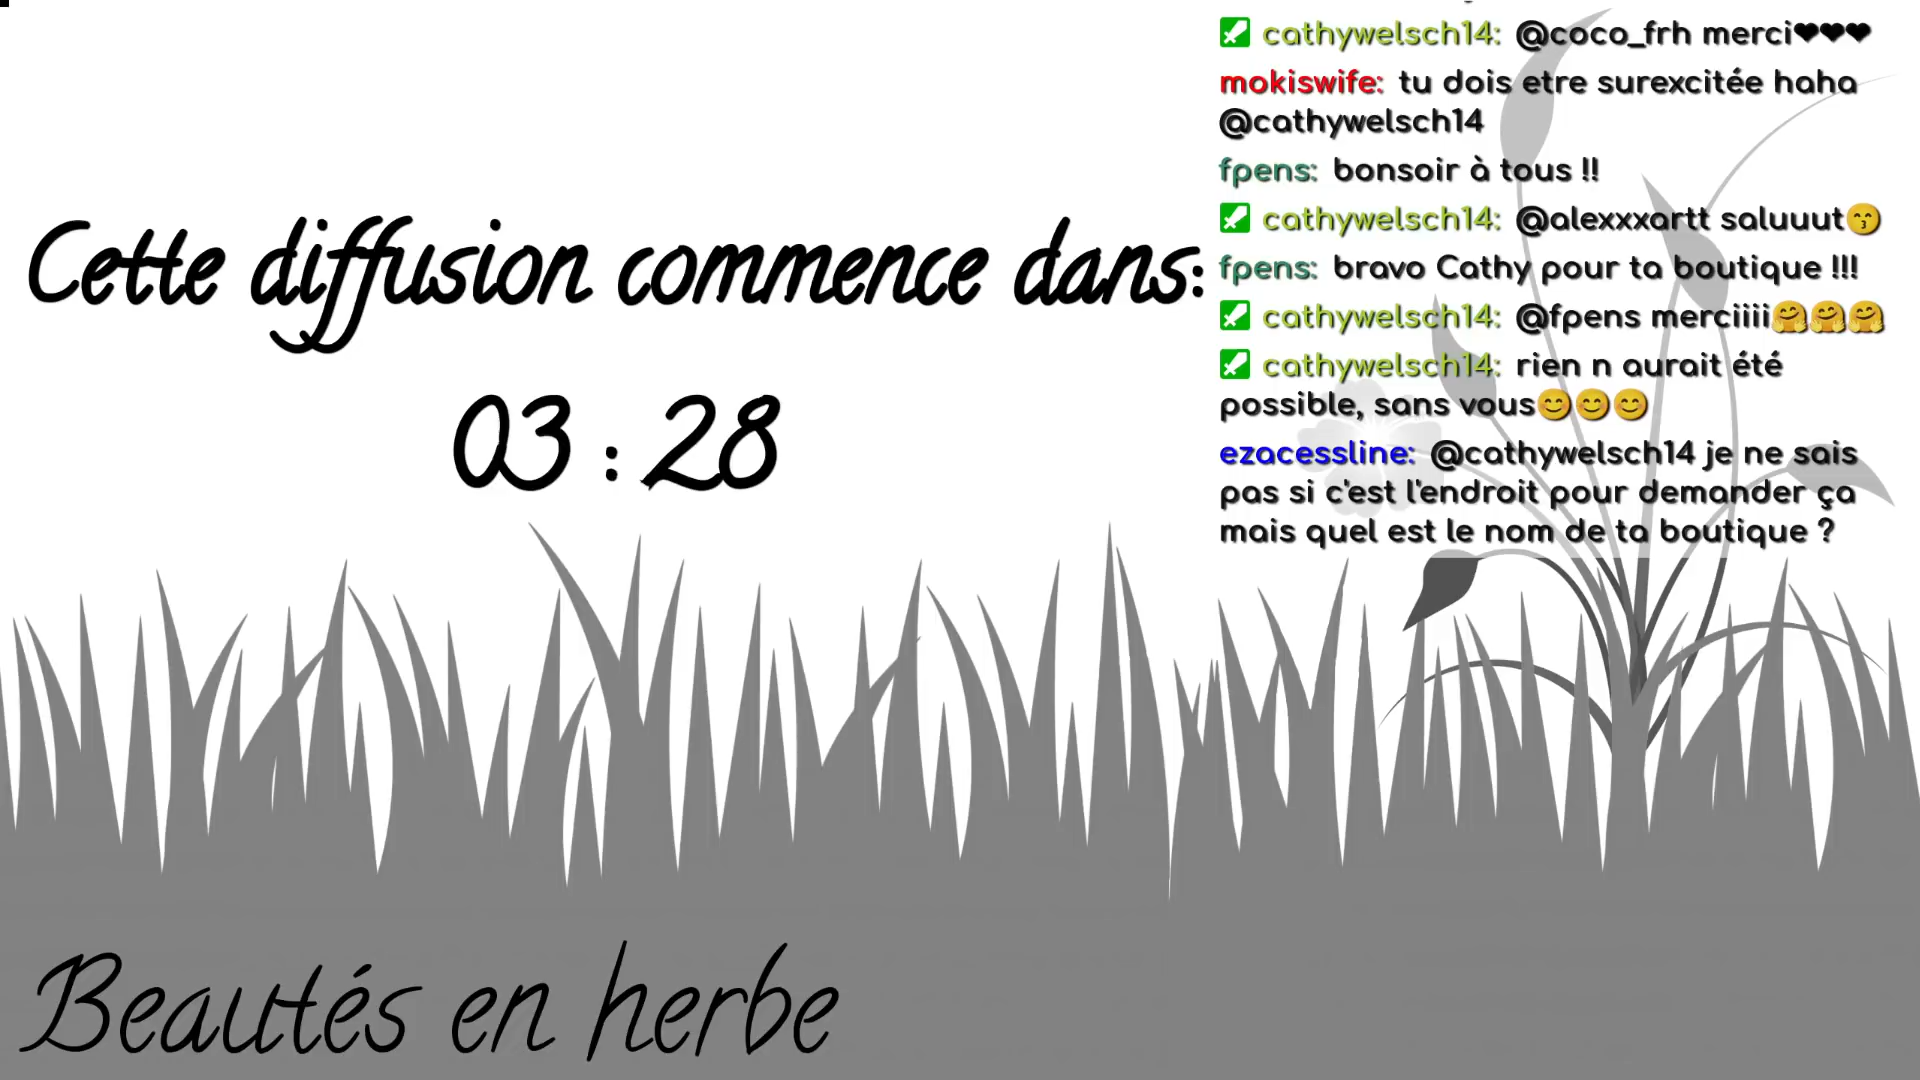 Cette diffusion commence dans:
03 : 28
cathywelsch14: @coco_frh merci❤❤❤
mokiswife: tu dois etre surexcitée haha
@cathywelsch14
fpens: bonsoir à tous !!
cathywelsch14: @alexxxartt saluuut😙
fpens: bravo Cathy pour ta boutique !!!
cathywelsch14: @fpens merciiiii🤗🤗🤗
cathywelsch14: rien n aurait été
possible, sans vous😊😊😊
ezacessline: @cathywelsch14 je ne sais
pas si c'est l'endroit pour demander ça
mais quel est le nom de ta boutique ?
Beautés en herbe